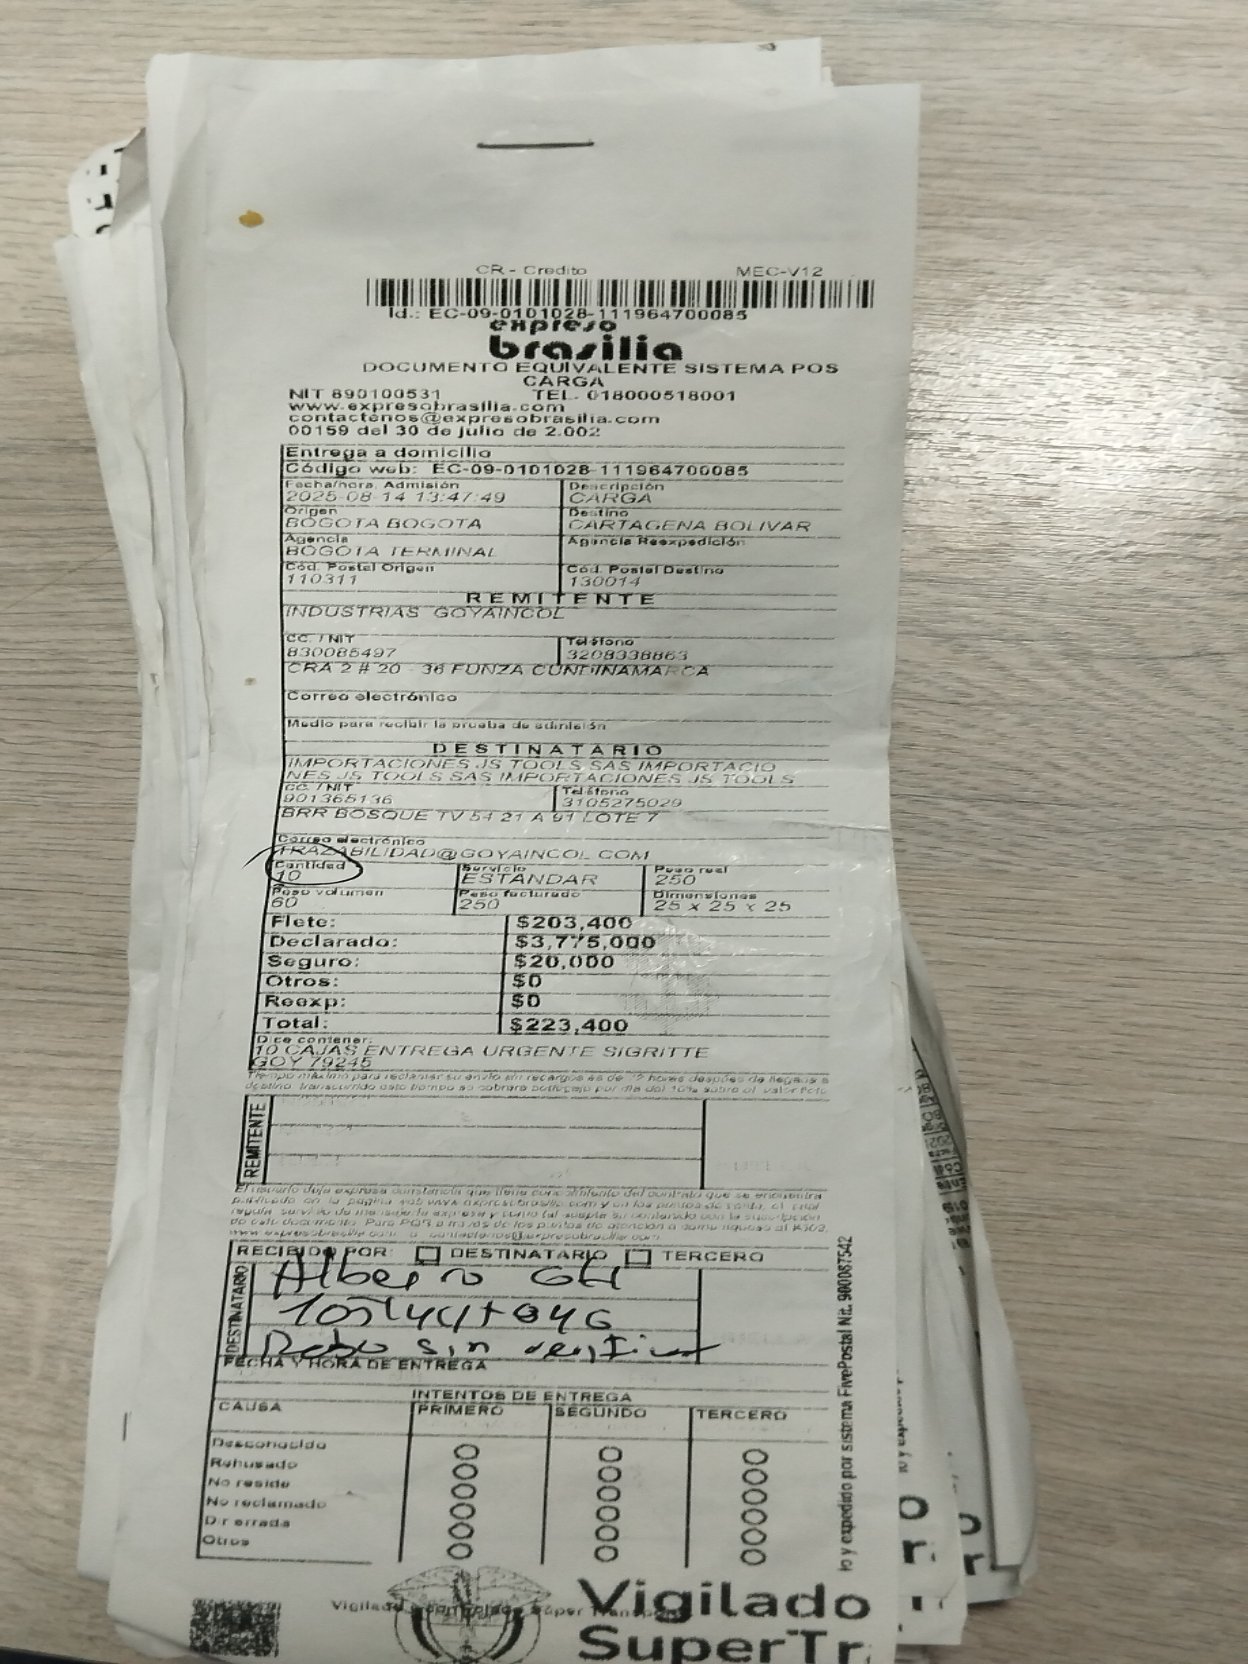 CR - Credito MEC-V12
Id.: EC-09-0101028-111964700085
expreso
brasilia
DOCUMENTO EQUIVALENTE SISTEMA POS
CARGA
NIT 890100531 TEL. 018000518001
www.expresobrasilia.com
contactenos@expresobrasilia.com
00159 del 30 de julio de 2.002
Entrega a domicilio
Código web: EC-09-0101028-111964700085
Fecha/hora, Admisión Descripción
2025-08-14 13:47:49 CARGA
Origen Destino
BOGOTA BOGOTA CARTAGENA BOLIVAR
Agencia Agencia Reexpedición
BOGOTA TERMINAL
Cód. Postal Origen Cód. Postal Destino
110311 130014
REMITENTE
INDUSTRIAS GOYAINCOL
CC. / NIT Teléfono
830085497 3208338863
CRA 2 # 20 - 36 FUNZA CUNDINAMARCA
Correo electrónico
Medio para recibir la prueba de admisión
DESTINATARIO
IMPORTACIONES JS TOOLS SAS IMPORTACIO
NES JS TOOLS SAS IMPORTACIONES JS TOOLS
CC. / NIT Teléfono
901365136 3105275029
BRR BOSQUE TV 54 21 A 91 LOTE 7
Correo electrónico
TRAZABILIDAD@GOYAINCOL.COM
Cantidad Servicio Peso real
10 ESTANDAR 250
Peso volumen Peso facturado Dimensiones
60 250 25 x 25 x 25
Flete: $203,400
Declarado: $3,775,000
Seguro: $20,000
Otros: $0
Reexp: $0
Total: $223,400
Dice contener:
10 CAJAS ENTREGA URGENTE SIGRITTE
GOY 79245
REMITENTE
RECIBIDO POR: DESTINATARIO TERCERO
DESTINATARIO
Albeiro
sin
FECHA Y HORA DE ENTREGA
INTENTOS DE ENTREGA
CAUSA PRIMERO SEGUNDO TERCERO
Desconocido
Rehusado
No reside
No reclamado
Dir errada
Otros
Vigilado
SuperTr
io y expedido por sistema FivePostal Nit. 900087542